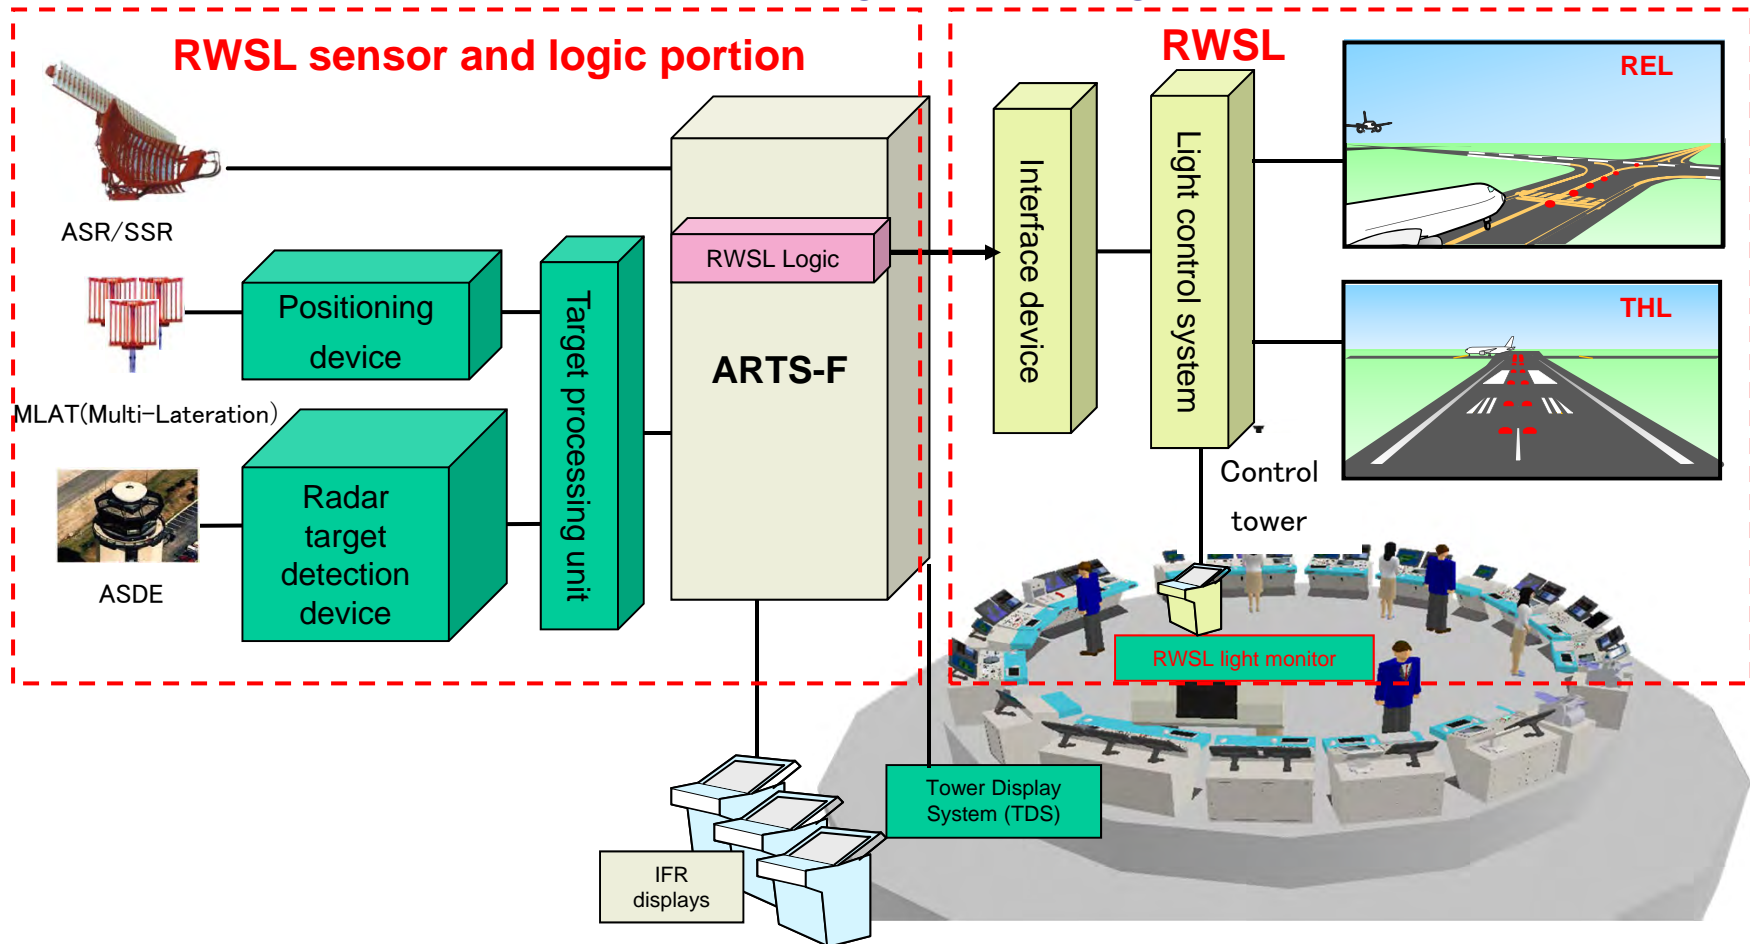 RWSL sensor and logic portion
RWSL
REL
ASR/SSR
RWSL Logic
Interface device
Light control system
Positioning
device
Target processing unit
THL
ARTS-F
MLAT(Multi-Lateration)
Radar
target
detection
device
ASDE
Control
tower
RWSL light monitor
Tower Display
System (TDS)
IFR
displays